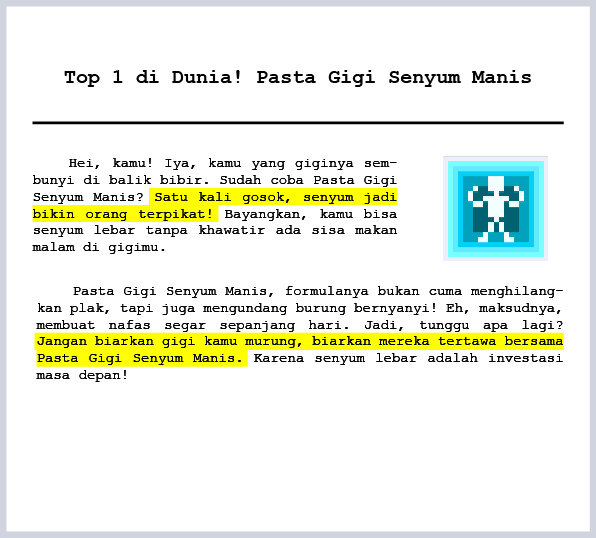 Top 1 di Dunia! Pasta Gigi Senyum Manis
Hei, kamu! Iya, kamu yang giginya sem-
bunyi di balik bibir. Sudah coba Pasta Gigi
Senyum Manis? Satu kali gosok, senyum jadi
bikin orang terpikat! Bayangkan, kamu bisa
senyum lebar tanpa khawatir ada sisa makan
malam di gigimu.
Pasta Gigi Senyum Manis, formulanya bukan cuma menghilang-
kan plak, tapi juga mengundang burung bernyanyi! Eh, maksudnya,
membuat nafas segar sepanjang hari. Jadi, tunggu apa lagi?
Jangan biarkan gigi kamu murung, biarkan mereka tertawa bersama
Pasta Gigi Senyum Manis. Karena senyum lebar adalah investasi
masa depan!